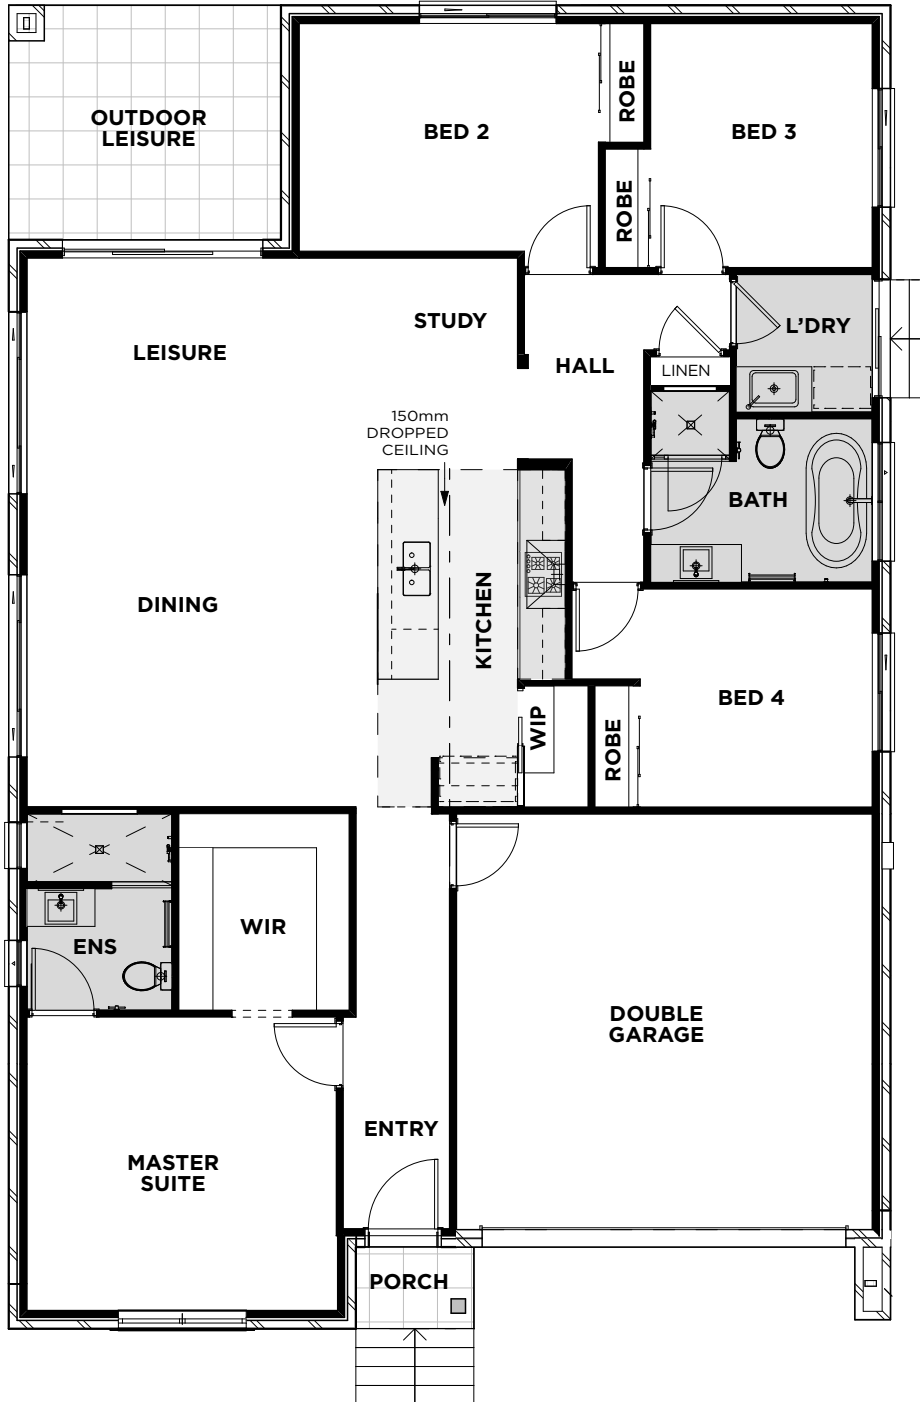 OUTDOOR
LEISURE
BED 2
ROBE
BED 3
ROBE
STUDY
L'DRY
LEISURE
HALL
LINEN
150mm
DROPPED
CEILING
BATH
DINING
KITCHEN
BED 4
WIP
ROBE
WIR
ENS
DOUBLE
GARAGE
ENTRY
MASTER
SUITE
PORCH